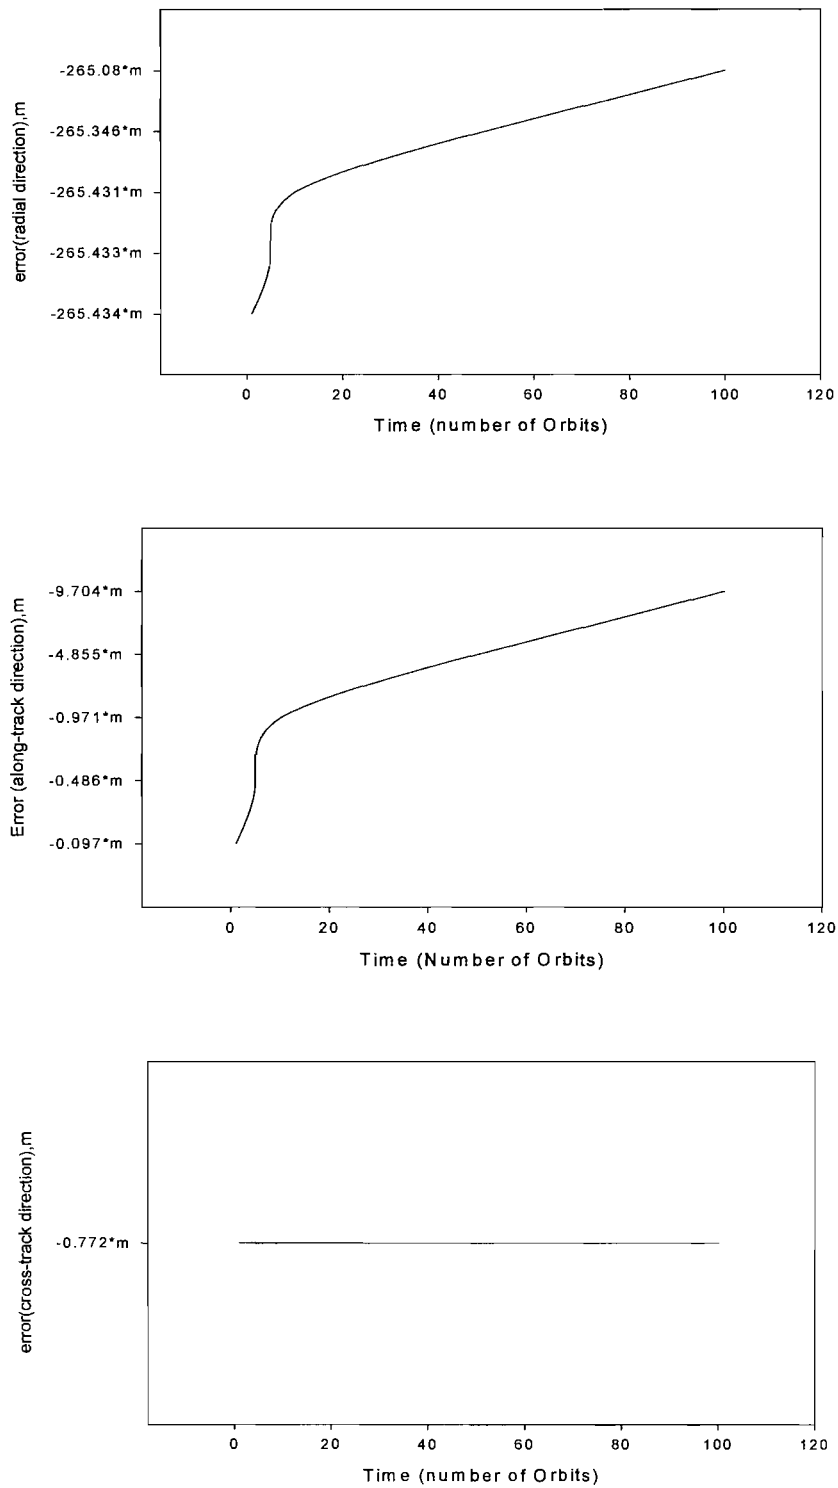 error(radial direction),m
-265.08*m
-265.346*m
-265.431*m
-265.433*m
-265.434*m
0 20 40 60 80 100 120
Time (number of Orbits)
Error (along-track direction),m
-9.704*m
-4.855*m
-0.971*m
-0.486*m
-0.097*m
0 20 40 60 80 100 120
Time (Number of Orbits)
error(cross-track direction),m
-0.772*m
0 20 40 60 80 100 120
Time (number of Orbits)